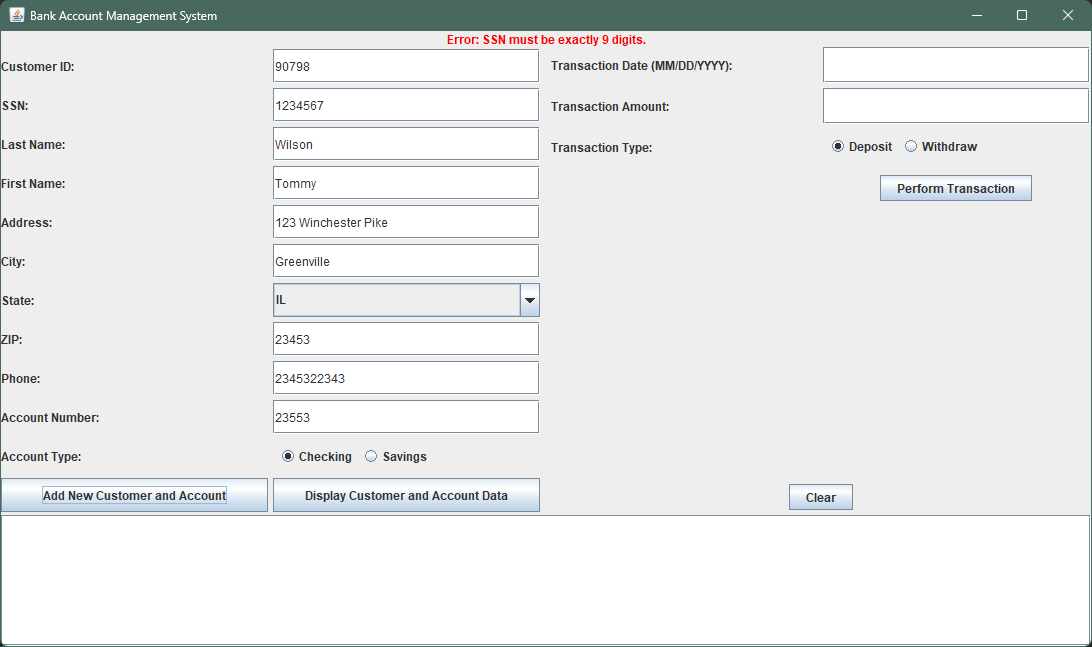 Bank Account Management System
Error: SSN must be exactly 9 digits.
Customer ID: 90798
SSN: 1234567
Last Name: Wilson
First Name: Tommy
Address: 123 Winchester Pike
City: Greenville
State: IL
ZIP: 23453
Phone: 2345322343
Account Number: 23553
Account Type: Checking Savings
Add New Customer and Account Display Customer and Account Data
Transaction Date (MM/DD/YYYY):
Transaction Amount:
Transaction Type: Deposit Withdraw
Perform Transaction
Clear